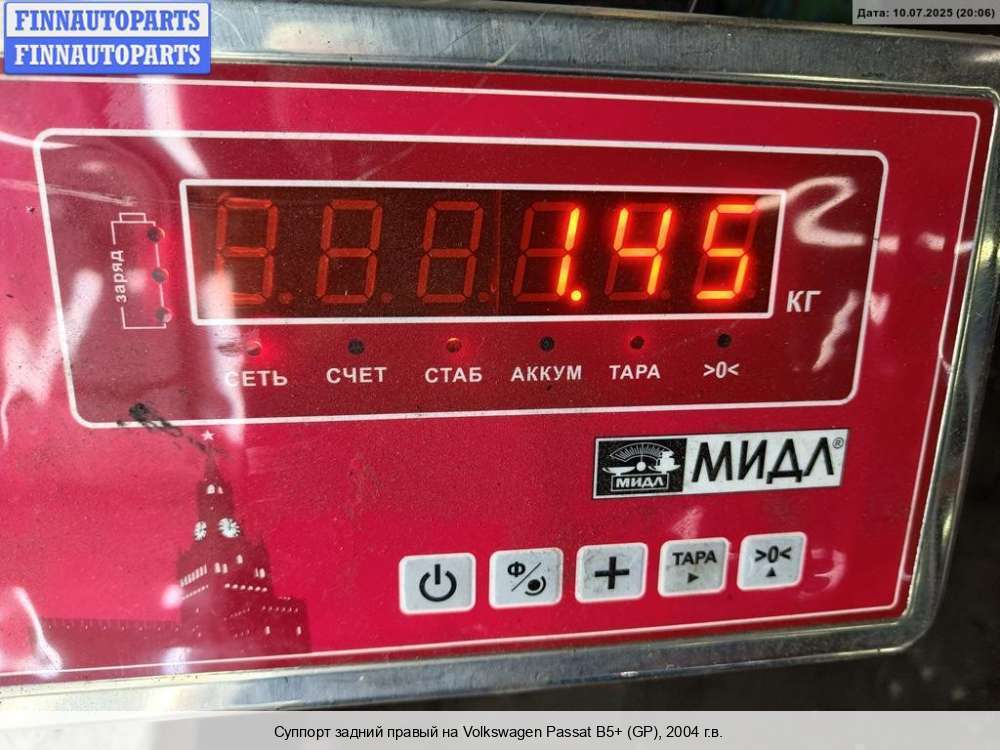 FINNAUTOPARTS
FINNAUTOPARTS
Дата: 10.07.2025 (20:06)
заряд
1.45
КГ
СЕТЬ СЧЕТ СТАБ АККУМ ТАРА >0<
МИДЛ МИДЛ®
Ф ТАРА >0<
Суппорт задний правый на Volkswagen Passat B5+ (GP), 2004 г.в.